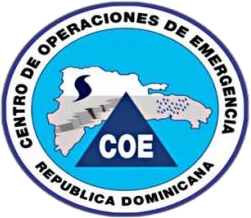 CENTRO DE OPERACIONES DE EMERGENCIA
COE
REPUBLICA DOMINICANA